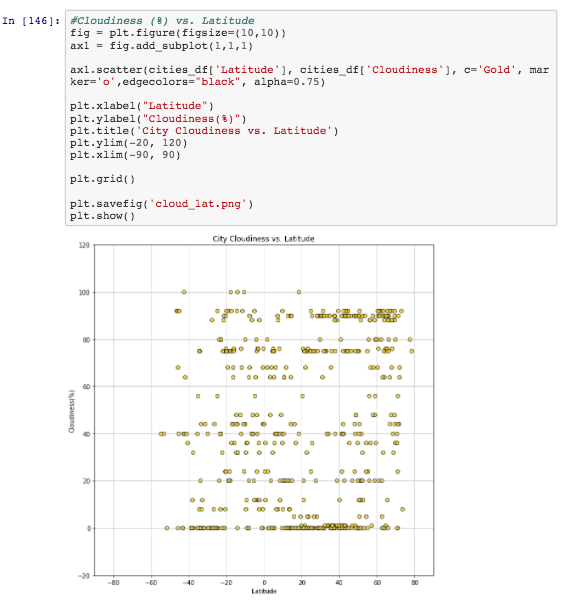 In [146]: #Cloudiness (%) vs. Latitude
fig = plt.figure(figsize=(10,10))
ax1 = fig.add_subplot(1,1,1)
ax1.scatter(cities_df['Latitude'], cities_df['Cloudiness'], c='Gold', mar
ker='o',edgecolors="black", alpha=0.75)
plt.xlabel("Latitude")
plt.ylabel("Cloudiness(%)")
plt.title('City Cloudiness vs. Latitude')
plt.ylim(-20, 120)
plt.xlim(-90, 90)
plt.grid()
plt.savefig('cloud_lat.png')
plt.show()
City Cloudiness vs. Latitude
120
100
80
60
40
20
0
−20
Cloudiness(%)
−80 −60 −40 −20 0 20 40 60 80
Latitude